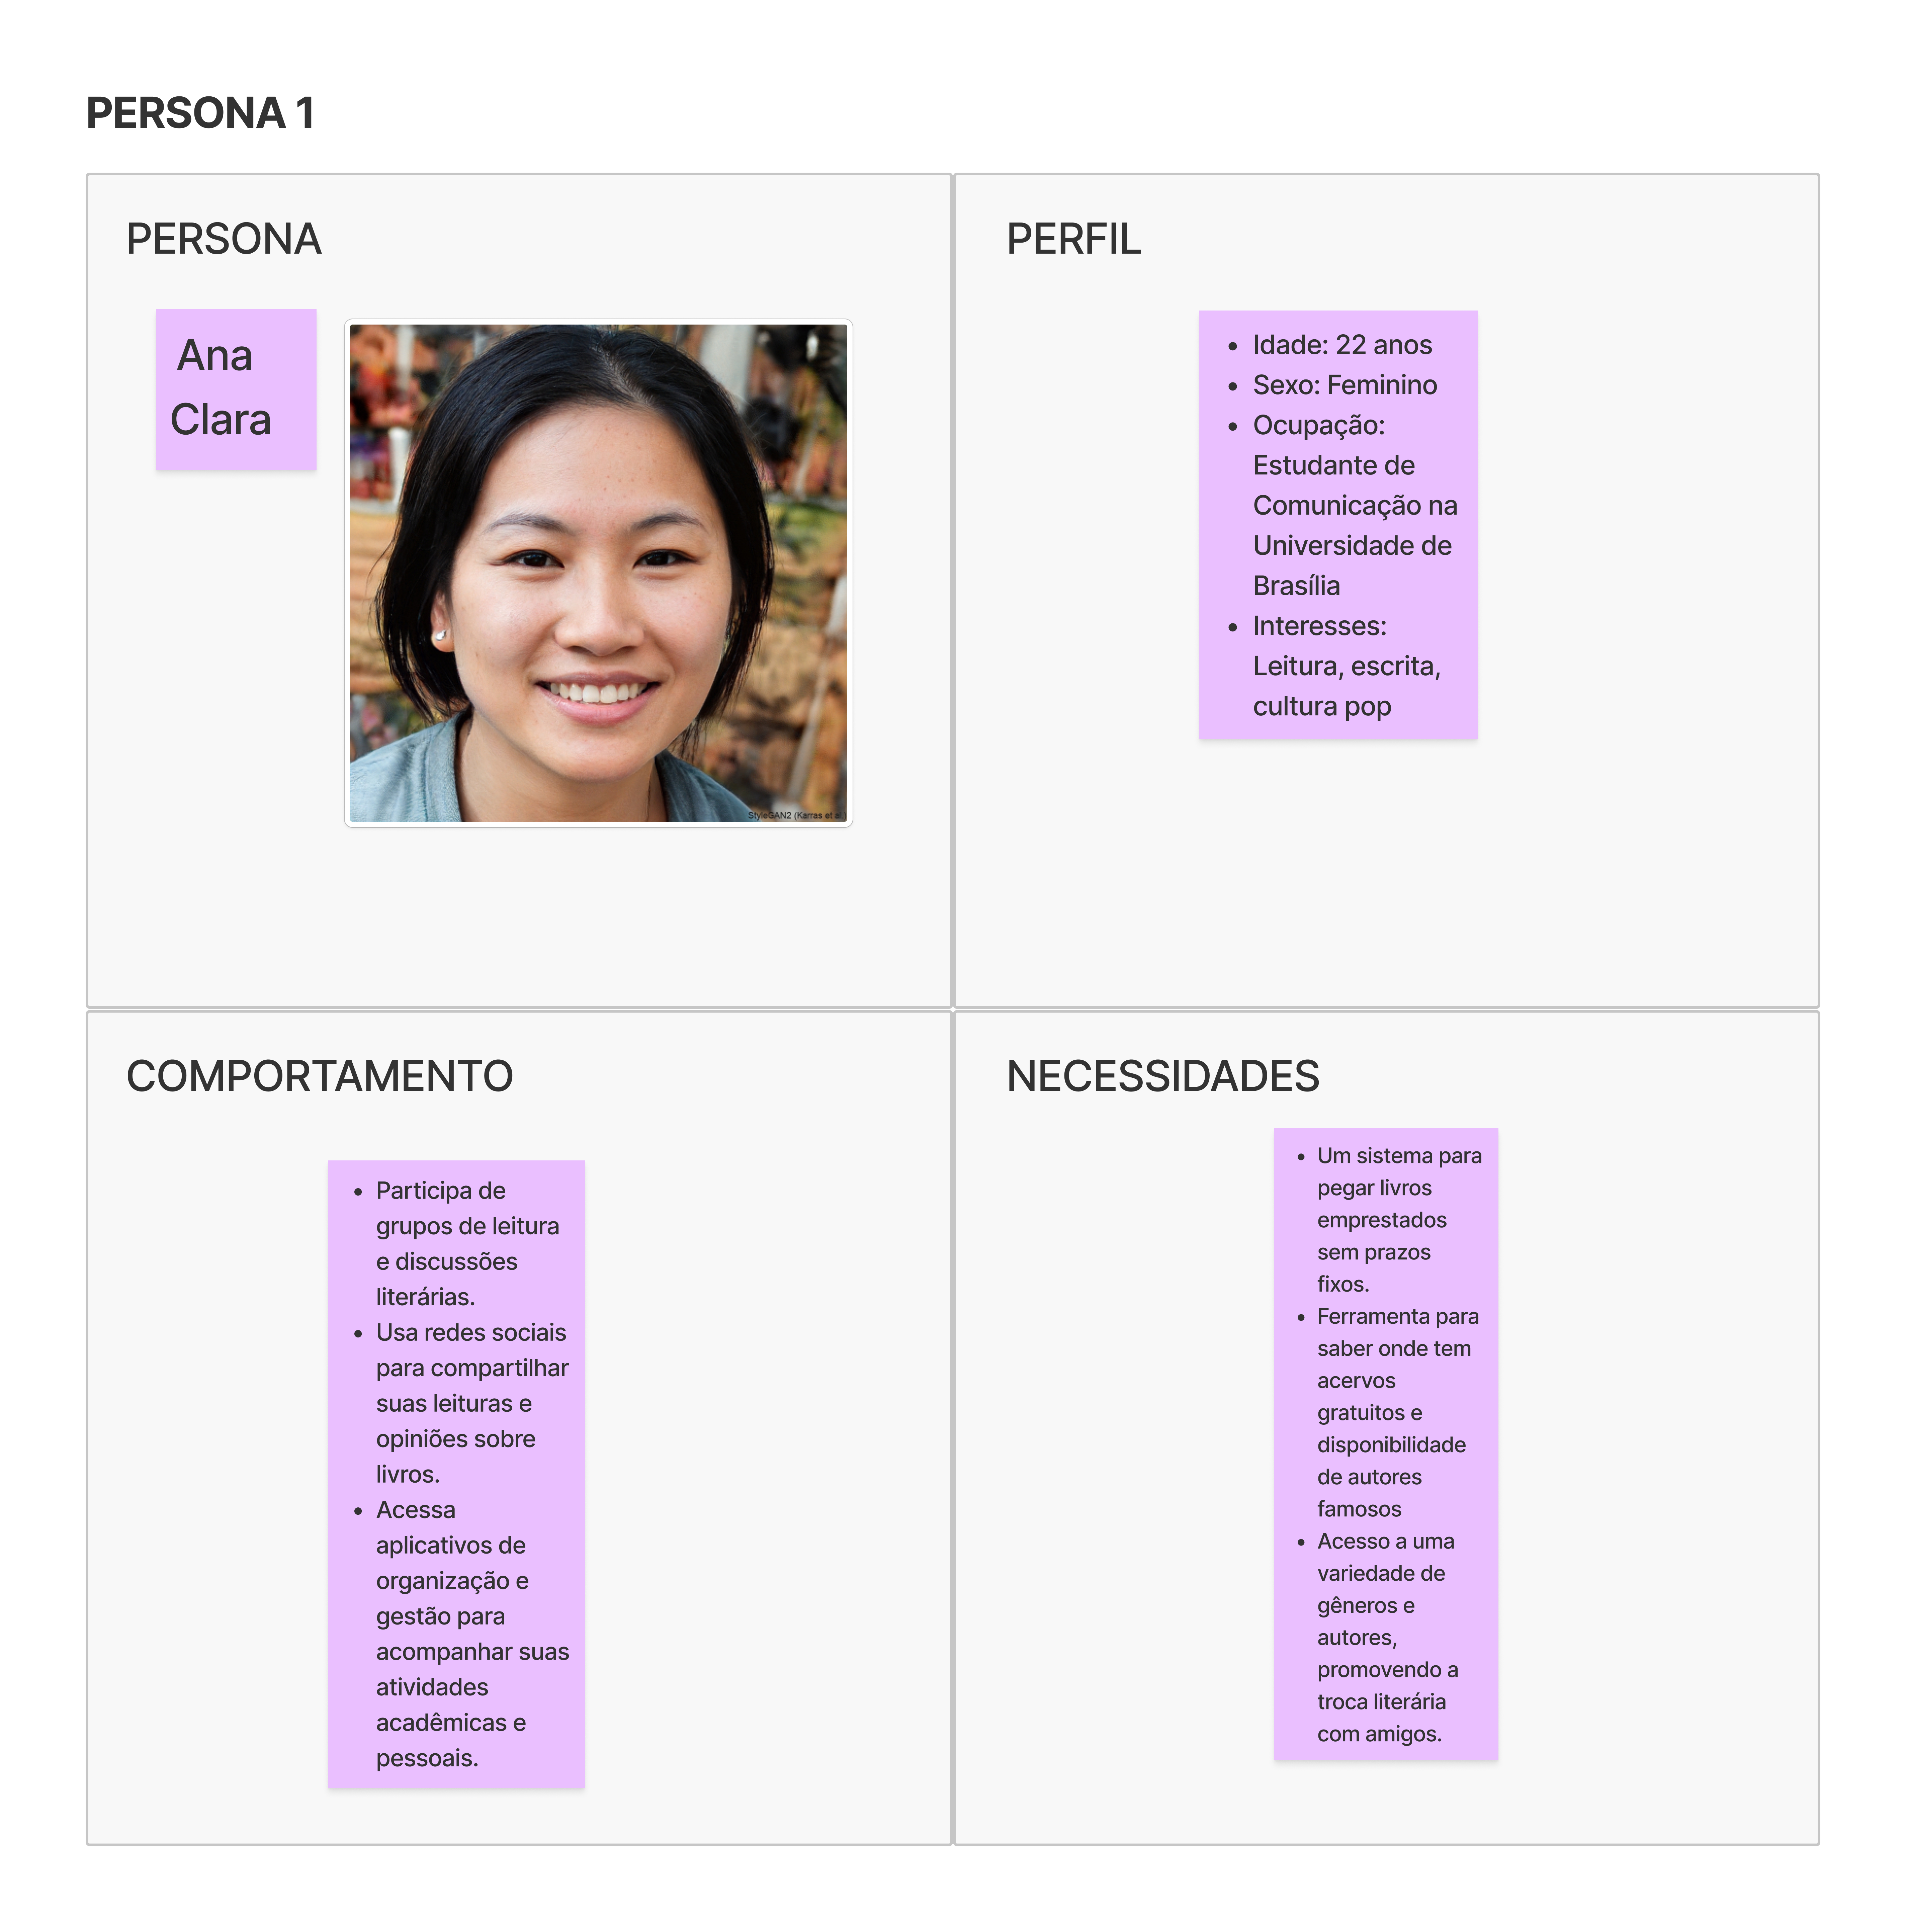 PERSONA 1
PERSONA
Ana
Clara
StyleGAN2 (Karras et al.)
PERFIL
• Idade: 22 anos
• Sexo: Feminino
• Ocupação:
Estudante de
Comunicação na
Universidade de
Brasília
• Interesses:
Leitura, escrita,
cultura pop
COMPORTAMENTO
• Participa de
grupos de leitura
e discussões
literárias.
• Usa redes sociais
para compartilhar
suas leituras e
opiniões sobre
livros.
• Acessa
aplicativos de
organização e
gestão para
acompanhar suas
atividades
acadêmicas e
pessoais.
NECESSIDADES
• Um sistema para
pegar livros
emprestados
sem prazos
fixos.
• Ferramenta para
saber onde tem
acervos
gratuitos e
disponibilidade
de autores
famosos
• Acesso a uma
variedade de
gêneros e
autores,
promovendo a
troca literária
com amigos.